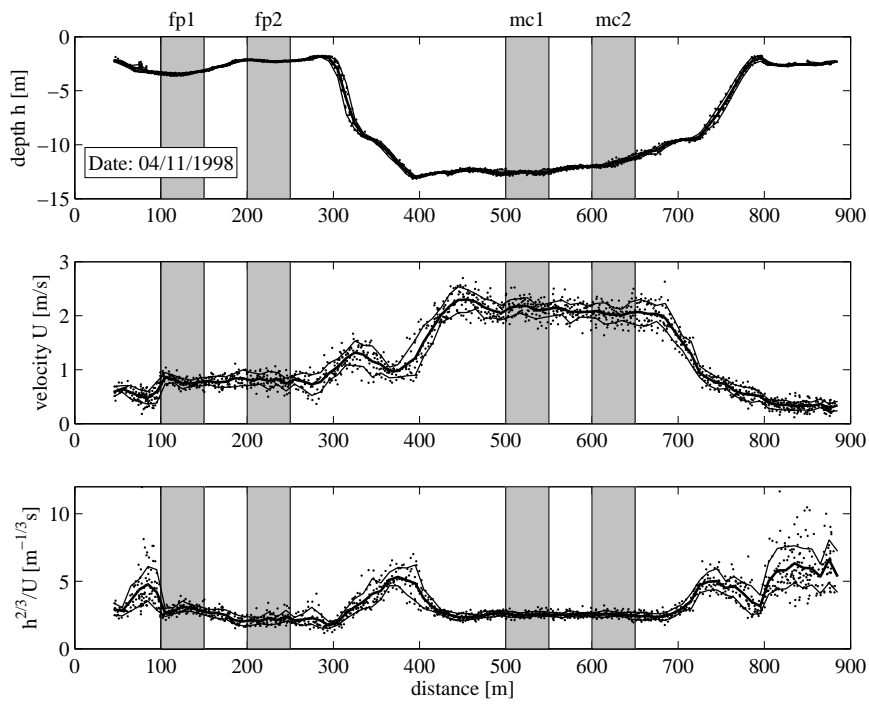 fp1 fp2 mc1 mc2
0
−5
−10
−15
depth h [m]
Date: 04/11/1998
0 100 200 300 400 500 600 700 800 900
3
2
1
0
velocity U [m/s]
0 100 200 300 400 500 600 700 800 900
10
5
0
h^{2/3}/U [m^{−1/3}s]
0 100 200 300 400 500 600 700 800 900
distance [m]